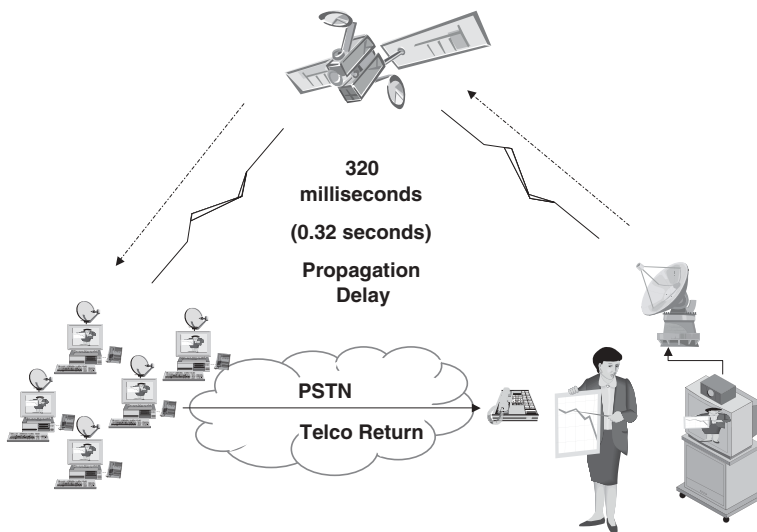 320
milliseconds
(0.32 seconds)
Propagation
Delay
PSTN
Telco Return